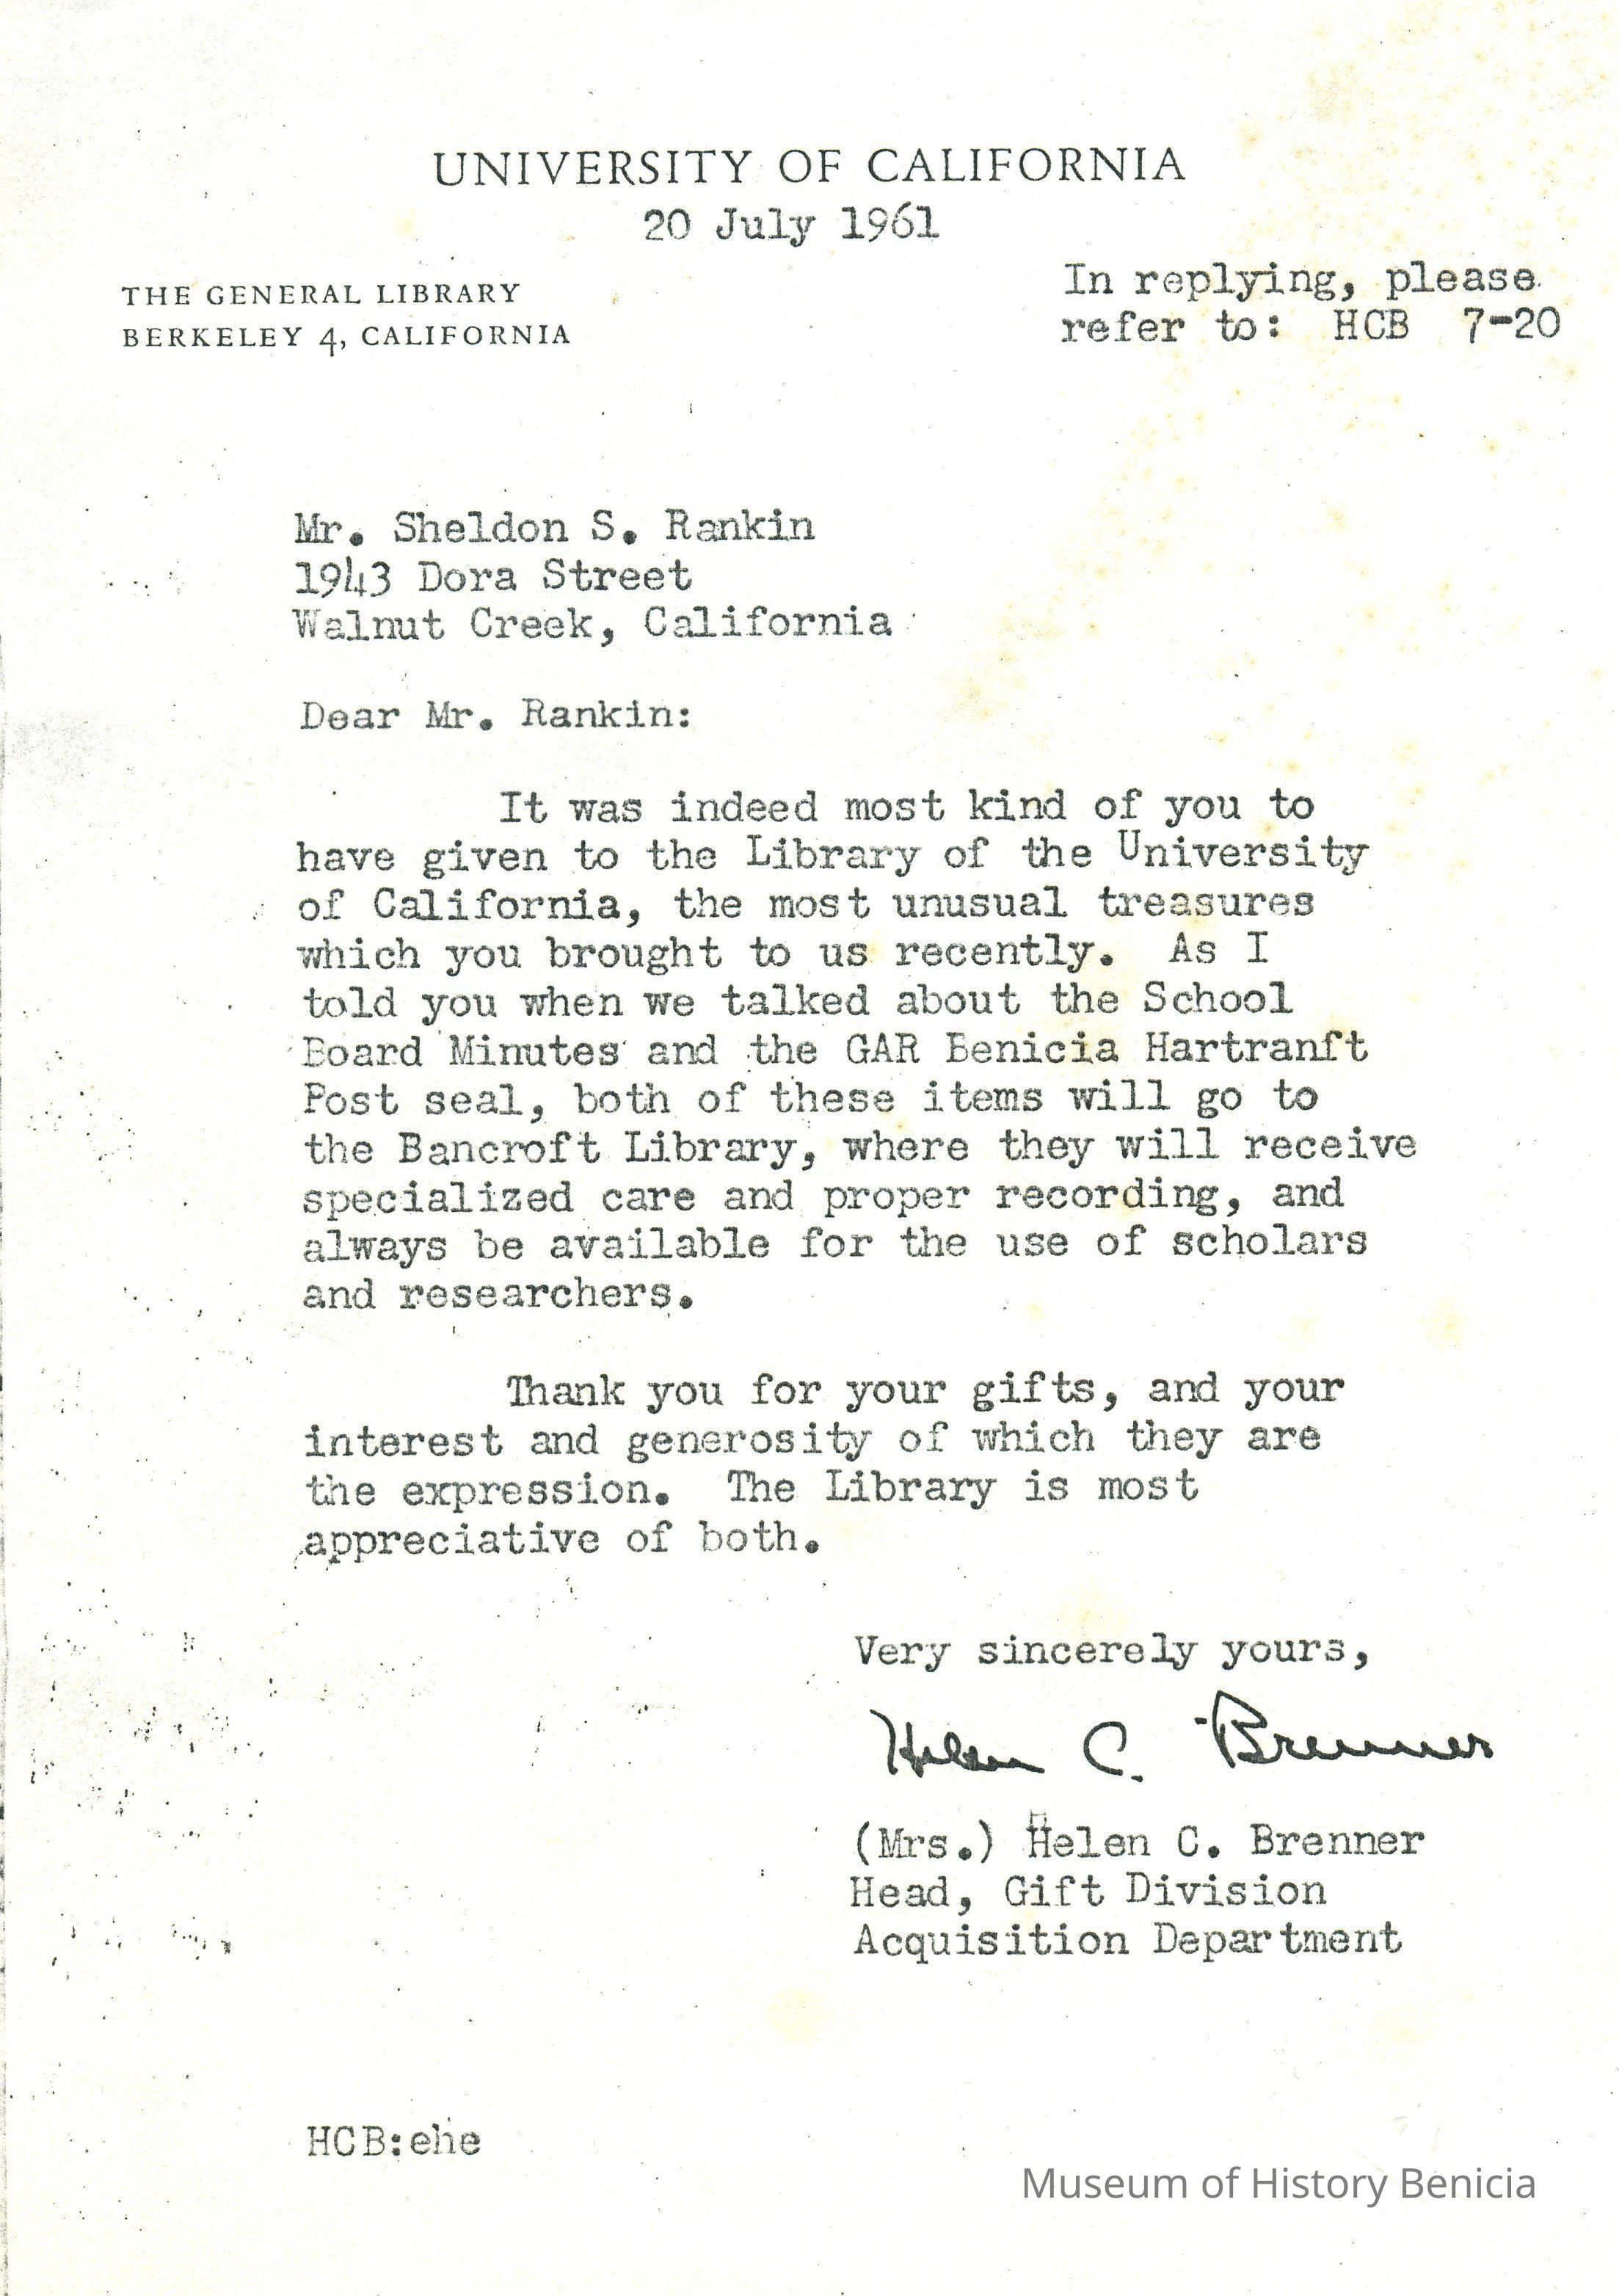 UNIVERSITY OF CALIFORNIA
20 July 1961
THE GENERAL LIBRARY
BERKELEY 4, CALIFORNIA
In replying, please
refer to: HCB 7-20
Mr. Sheldon S. Rankin
1943 Dora Street
Walnut Creek, California
Dear Mr. Rankin:
It was indeed most kind of you to
have given to the Library of the University
of California, the most unusual treasures
which you brought to us recently. As I
told you when we talked about the School
Board Minutes and the GAR Benicia Hartranft
Post seal, both of these items will go to
the Bancroft Library, where they will receive
specialized care and proper recording, and
always be available for the use of scholars
and researchers.
Thank you for your gifts, and your
interest and generosity of which they are
the expression. The Library is most
appreciative of both.
Very sincerely yours,
Helen C. Brenner
(Mrs.) Helen C. Brenner
Head, Gift Division
Acquisition Department
HCB:ehe
Museum of History Benicia